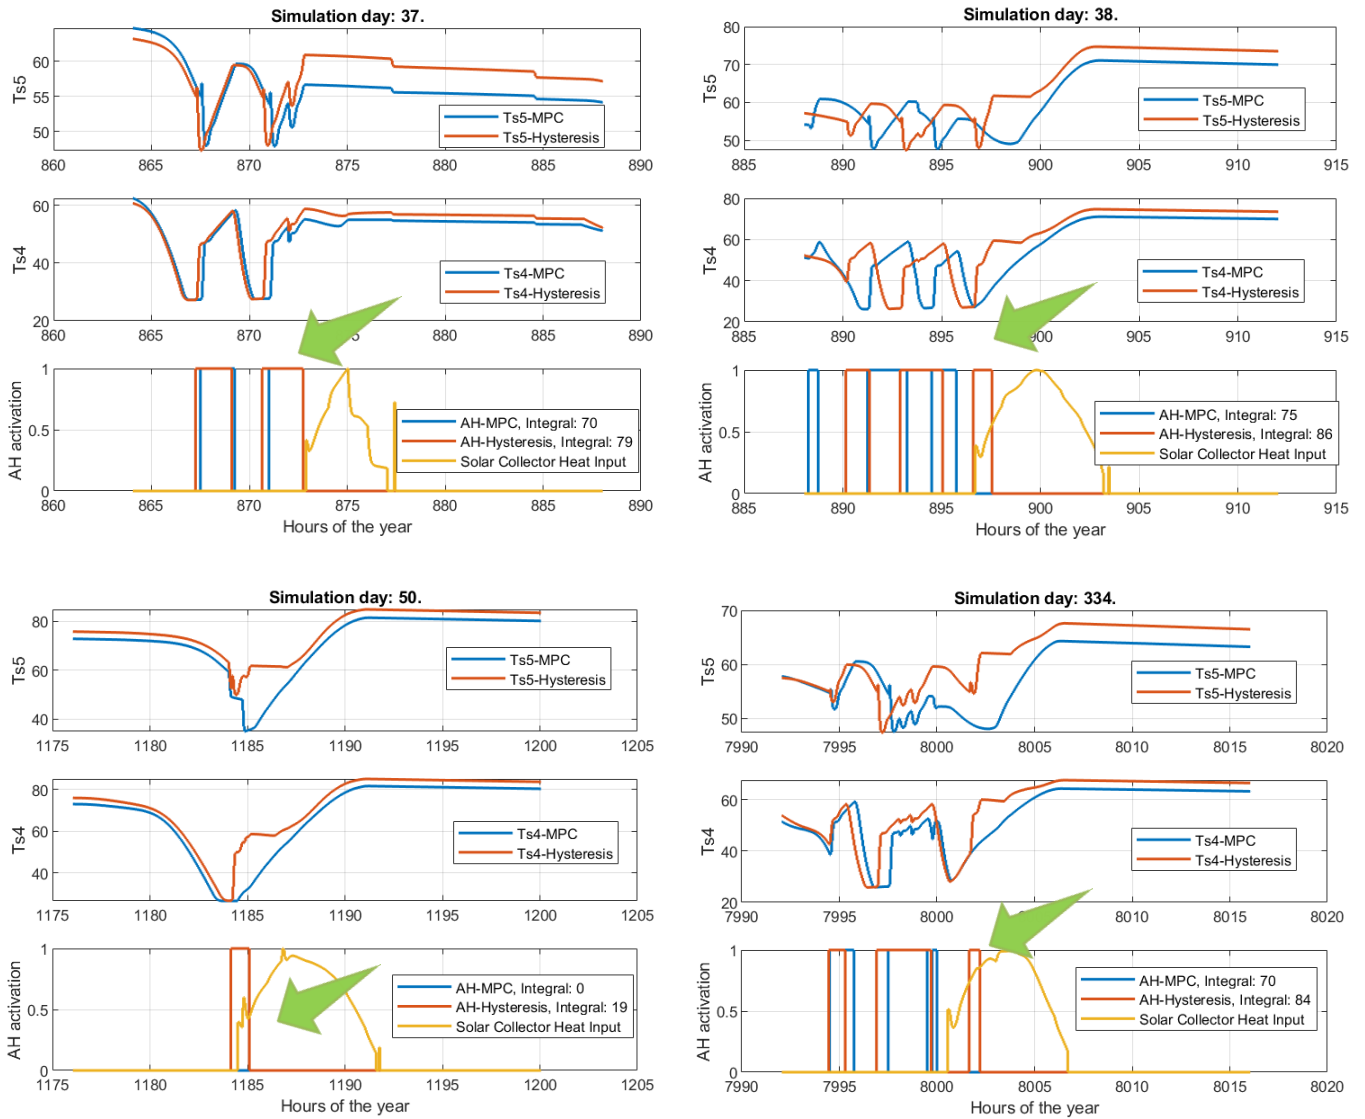 Simulation day: 37.
60
55
50
Ts5
Ts5-MPC
Ts5-Hysteresis
860 865 870 875 880 885 890
60
40
20
Ts4
Ts4-MPC
Ts4-Hysteresis
860 865 870 875 880 885 890
1
0.5
0
AH activation
AH-MPC, Integral: 70
AH-Hysteresis, Integral: 79
Solar Collector Heat Input
860 865 870 875 880 885 890
Hours of the year
Simulation day: 38.
80
70
60
50
Ts5
Ts5-MPC
Ts5-Hysteresis
885 890 895 900 905 910 915
80
60
40
20
Ts4
Ts4-MPC
Ts4-Hysteresis
885 890 895 900 905 910 915
1
0.5
0
AH activation
AH-MPC, Integral: 75
AH-Hysteresis, Integral: 86
Solar Collector Heat Input
885 890 895 900 905 910 915
Hours of the year
Simulation day: 50.
80
60
40
Ts5
Ts5-MPC
Ts5-Hysteresis
1175 1180 1185 1190 1195 1200 1205
80
60
40
Ts4
Ts4-MPC
Ts4-Hysteresis
1175 1180 1185 1190 1195 1200 1205
1
0.5
0
AH activation
AH-MPC, Integral: 0
AH-Hysteresis, Integral: 19
Solar Collector Heat Input
1175 1180 1185 1190 1195 1200 1205
Hours of the year
Simulation day: 334.
70
60
50
Ts5
Ts5-MPC
Ts5-Hysteresis
7990 7995 8000 8005 8010 8015 8020
60
40
20
Ts4
Ts4-MPC
Ts4-Hysteresis
7990 7995 8000 8010 8015 8020
1
0.5
0
AH activation
AH-MPC, Integral: 70
AH-Hysteresis, Integral: 84
Solar Collector Heat Input
7990 7995 8000 8005 8010 8015 8020
Hours of the year